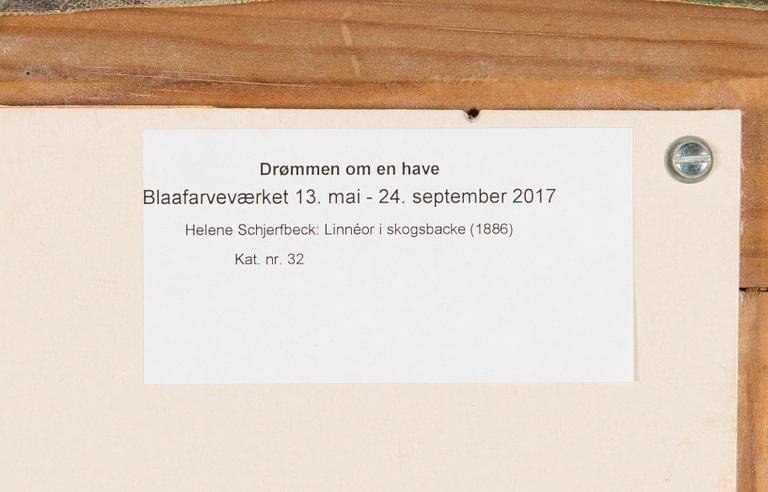 Drømmen om en have
Blaafarveværket 13. mai - 24. september 2017
Helene Schjerfbeck: Linnéor i skogsbacke (1886)
Kat. nr. 32